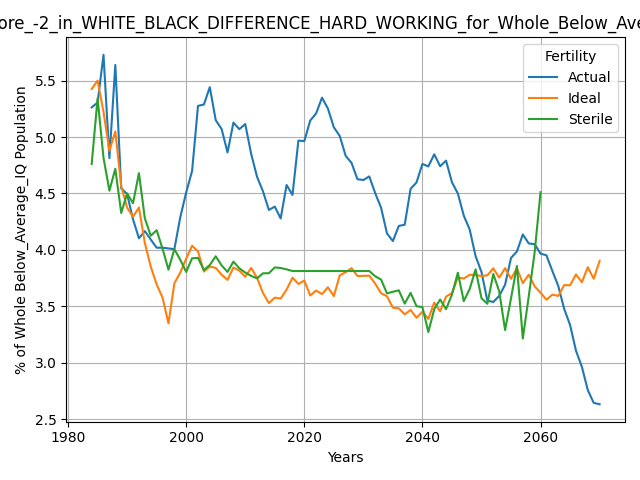 ore_-2_in_WHITE_BLACK_DIFFERENCE_HARD_WORKING_for_Whole_Below_Ave
Fertility
Actual
Ideal
Sterile
% of Whole Below_Average_IQ Population
5.5
5.0
4.5
4.0
3.5
3.0
2.5
1980
2000
2020
2040
2060
Years